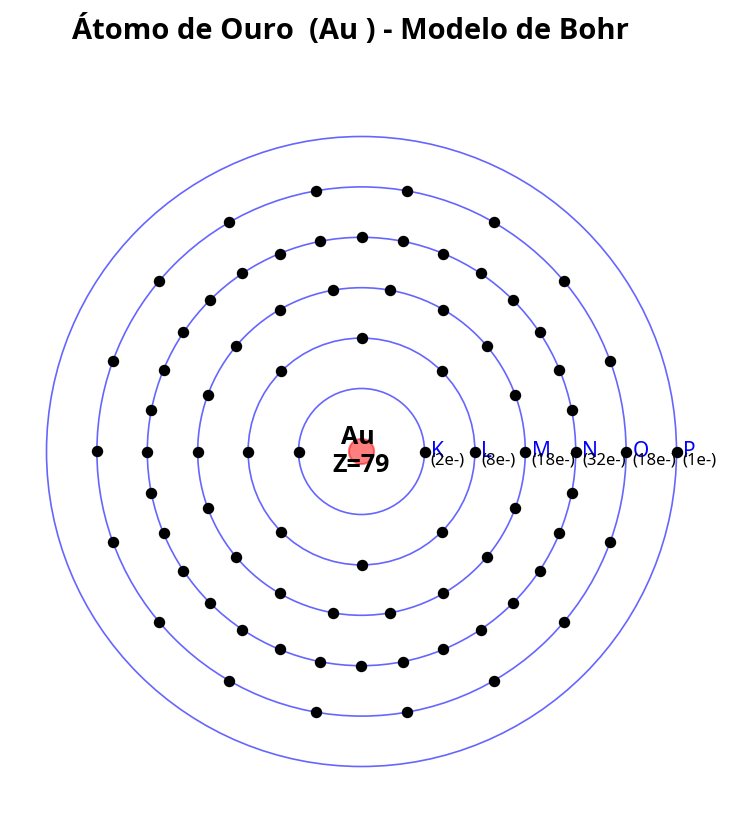 Átomo de Ouro  (Au ) - Modelo de Bohr
Au
Z=79
K L M N O P
(2e-) (8e-) (18e-) (32e-) (18e-) (1e-)